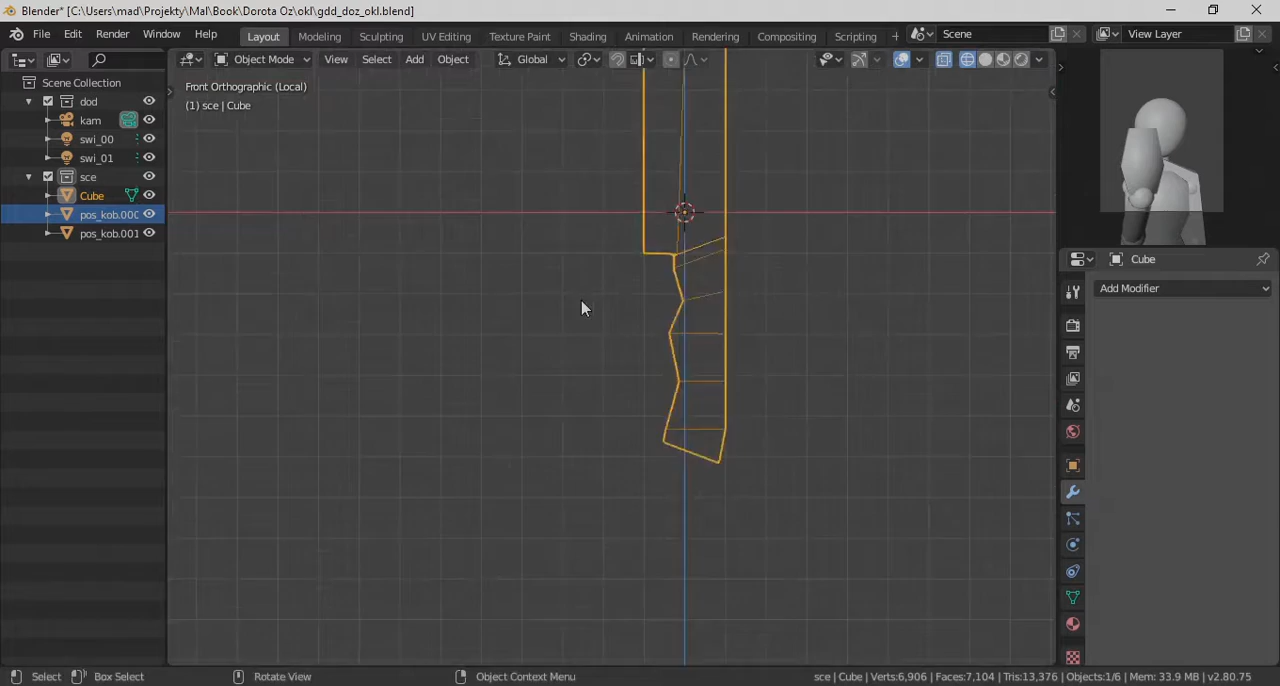 Blender* [C:\Users\mad\Projekty\Mal\Book\Dorota Oz\okl\gdd_doz_okl.blend]
File Edit Render Window Help Layout Modeling Sculpting UV Editing Texture Paint Shading Animation Rendering Compositing Scripting + Scene View Layer
Object Mode View Select Add Object Global
Scene Collection
dod
kam
swi_00
swi_01
sce
Cube
pos_kob.000
pos_kob.001
Front Orthographic (Local)
(1) sce | Cube
Cube
Add Modifier
Select Box Select Rotate View Object Context Menu sce | Cube | Verts:6,906 | Faces:7,104 | Tris:13,376 | Objects:1/6 | Mem: 33.9 MB | v2.80.75